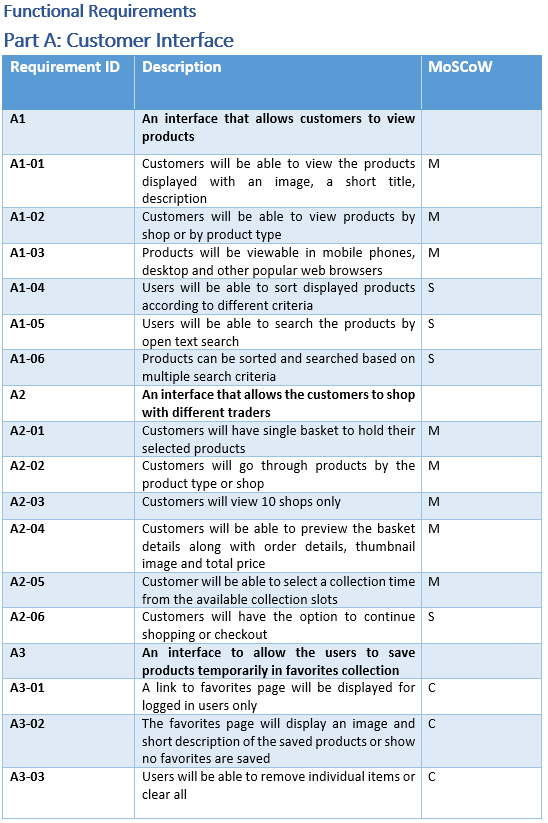 Functional Requirements
Part A: Customer Interface
Requirement ID Description MoSCoW
A1 An interface that allows customers to view
products
A1-01 Customers will be able to view the products M
displayed with an image, a short title,
description
A1-02 Customers will be able to view products by M
shop or by product type
A1-03 Products will be viewable in mobile phones, M
desktop and other popular web browsers
A1-04 Users will be able to sort displayed products S
according to different criteria
A1-05 Users will be able to search the products by S
open text search
A1-06 Products can be sorted and searched based on S
multiple search criteria
A2 An interface that allows the customers to shop
with different traders
A2-01 Customers will have single basket to hold their M
selected products
A2-02 Customers will go through products by the M
product type or shop
A2-03 Customers will view 10 shops only M
A2-04 Customers will be able to preview the basket M
details along with order details, thumbnail
image and total price
A2-05 Customer will be able to select a collection time M
from the available collection slots
A2-06 Customers will have the option to continue S
shopping or checkout
A3 An interface to allow the users to save
products temporarily in favorites collection
A3-01 A link to favorites page will be displayed for C
logged in users only
A3-02 The favorites page will display an image and C
short description of the saved products or show
no favorites are saved
A3-03 Users will be able to remove individual items or C
clear all